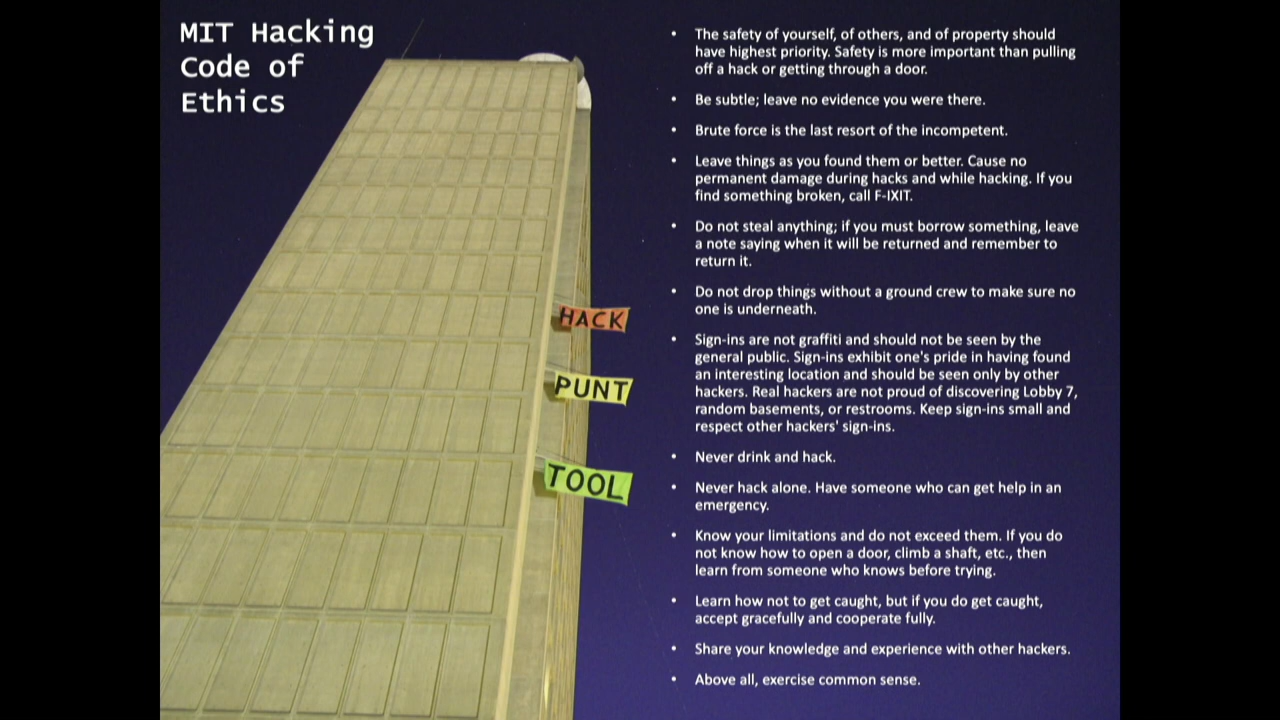 MIT Hacking
Code of
Ethics
HACK
PUNT
TOOL
• The safety of yourself, of others, and of property should
have highest priority. Safety is more important than pulling
off a hack or getting through a door.
• Be subtle; leave no evidence you were there.
• Brute force is the last resort of the incompetent.
• Leave things as you found them or better. Cause no
permanent damage during hacks and while hacking. If you
find something broken, call F-IXIT.
• Do not steal anything; if you must borrow something, leave
a note saying when it will be returned and remember to
return it.
• Do not drop things without a ground crew to make sure no
one is underneath.
• Sign-ins are not graffiti and should not be seen by the
general public. Sign-ins exhibit one's pride in having found
an interesting location and should be seen only by other
hackers. Real hackers are not proud of discovering Lobby 7,
random basements, or restrooms. Keep sign-ins small and
respect other hackers' sign-ins.
• Never drink and hack.
• Never hack alone. Have someone who can get help in an
emergency.
• Know your limitations and do not exceed them. If you do
not know how to open a door, climb a shaft, etc., then
learn from someone who knows before trying.
• Learn how not to get caught, but if you do get caught,
accept gracefully and cooperate fully.
• Share your knowledge and experience with other hackers.
• Above all, exercise common sense.